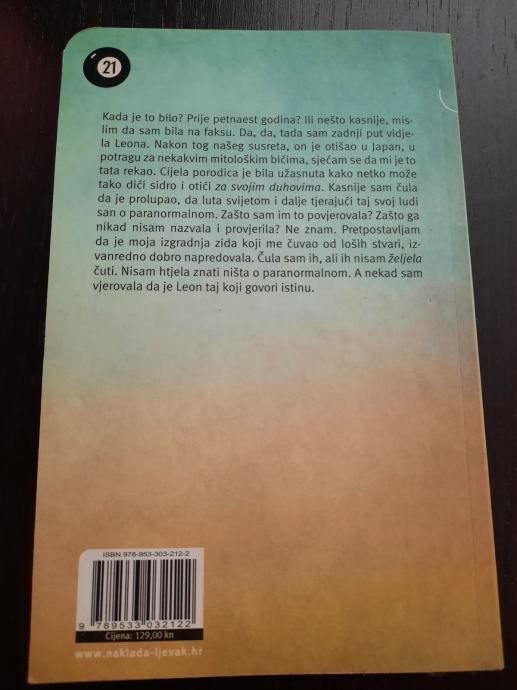 21
Kada je to bilo? Prije petnaest godina? Ili nešto kasnije, mis-
lim da sam bila na faksu. Da, da, tada sam zadnji put vidje-
la Leona. Nakon tog našeg susreta, on je otišao u Japan, u
potragu za nekakvim mitološkim bićima, sjećam se da mi je to
tata rekao. Cijela porodica je bila užasnuta kako netko može
tako dići sidro i otići za svojim duhovima. Kasnije sam čula
da je prolupao, da luta svijetom i dalje tjerajući taj svoj ludi
san o paranormalnom. Zašto sam im to povjerovala? Zašto ga
nikad nisam nazvala i provjerila? Ne znam. Pretpostavljam
da je moja izgradnja zida koji me čuvao od loših stvari, iz-
vanredno dobro napredovala. Čula sam ih, ali ih nisam željela
čuti. Nisam htjela znati ništa o paranormalnom. A nekad sam
vjerovala da je Leon taj koji govori istinu.
ISBN 978-953-303-212-2
9 789533 032122
Cijena: 129,00 kn
www.naklada-ljevak.hr